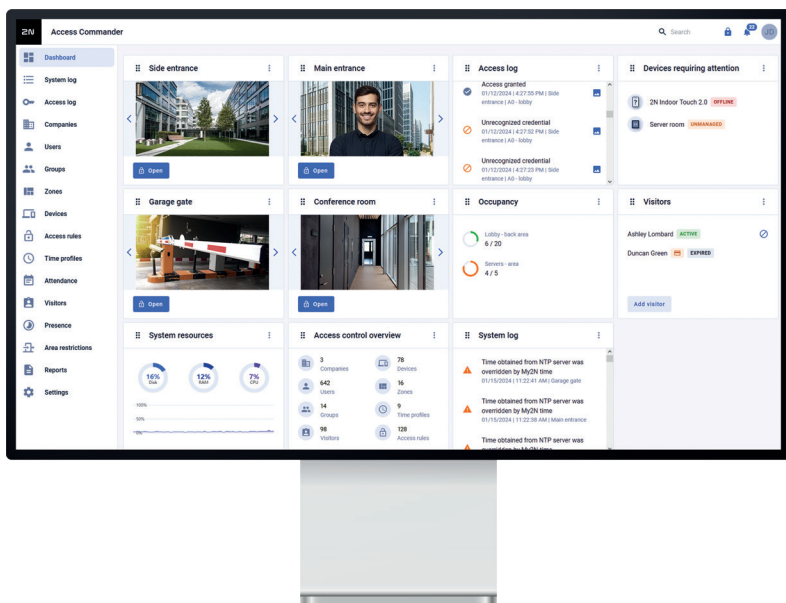 2N Access Commander
Search
22
JD
Dashboard
System log
Access log
Companies
Users
Groups
Zones
Devices
Access rules
Time profiles
Attendance
Visitors
Presence
Area restrictions
Reports
Settings
Side entrance
Open
Main entrance
Open
Access log
Access granted
01/12/2024 | 4:27:55 PM | Side
entrance | A0 - lobby
Unrecognized credential
01/12/2024 | 4:27:52 PM | Side
entrance | A0 - lobby
Unrecognized credential
01/12/2024 | 4:27:25 PM | Side
entrance | A0 - lobby
Devices requiring attention
2N Indoor Touch 2.0 OFFLINE
Server room UNMANAGED
Garage gate
Open
Conference room
Open
Occupancy
Lobby - back area
6 / 20
Servers - area
4 / 5
Visitors
Ashley Lombard ACTIVE
Duncan Green EXPIRED
Add visitor
System resources
16%
Disk
12%
RAM
7%
CPU
100%
50%
0%
Access control overview
3
Companies
78
Devices
642
Users
16
Zones
14
Groups
9
Time profiles
98
Visitors
128
Access rules
System log
Time obtained from NTP server was
overridden by My2N time
01/15/2024 | 11:22:41 AM | Garage gate
Time obtained from NTP server was
overridden by My2N time
01/15/2024 | 11:22:38 AM | Main entrance
Time obtained from NTP server was
overridden by My2N time